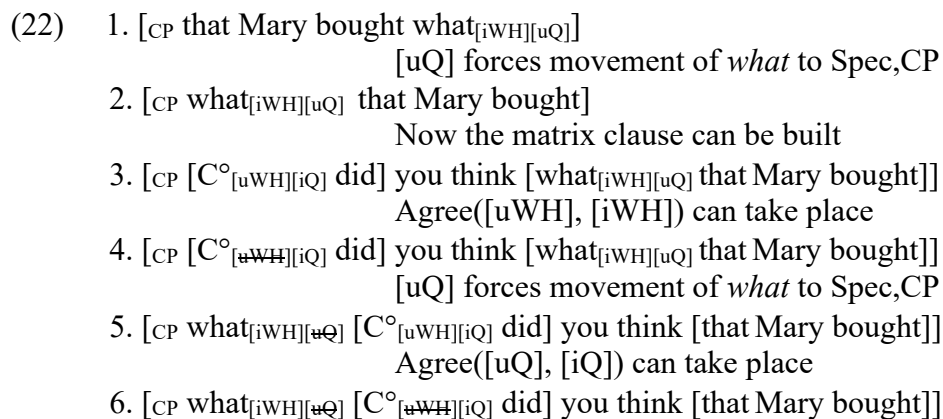 (22) 1. [CP that Mary bought what[iWH][uQ]]
[uQ] forces movement of what to Spec,CP
2. [CP what[iWH][uQ] that Mary bought]
Now the matrix clause can be built
3. [CP [C°[uWH][iQ] did] you think [what[iWH][uQ] that Mary bought]]
Agree([uWH], [iWH]) can take place
4. [CP [C°[uWH][iQ] did] you think [what[iWH][uQ] that Mary bought]]
[uQ] forces movement of what to Spec,CP
5. [CP what[iWH][uQ] [C°[uWH][iQ] did] you think [that Mary bought]]
Agree([uQ], [iQ]) can take place
6. [CP what[iWH][uQ] [C°[uWH][iQ] did] you think [that Mary bought]]